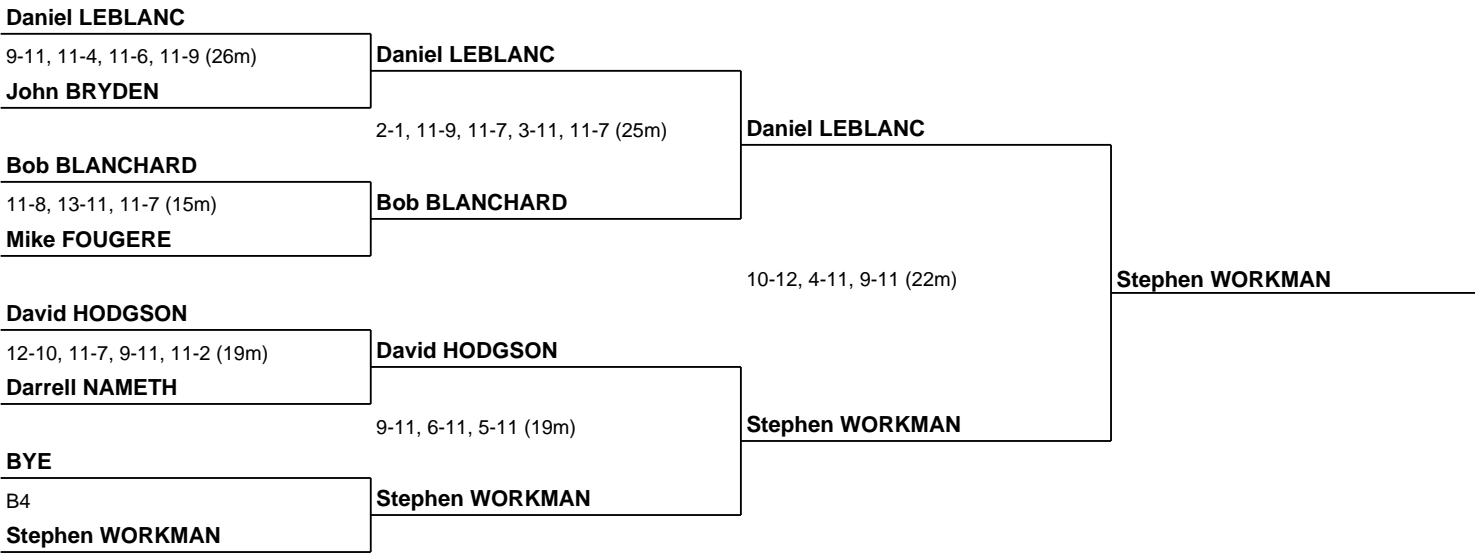 Daniel LEBLANC
9-11, 11-4, 11-6, 11-9 (26m)
Daniel LEBLANC
John BRYDEN
2-1, 11-9, 11-7, 3-11, 11-7 (25m)
Daniel LEBLANC
Bob BLANCHARD
11-8, 13-11, 11-7 (15m)
Bob BLANCHARD
Mike FOUGERE
10-12, 4-11, 9-11 (22m)
Stephen WORKMAN
David HODGSON
12-10, 11-7, 9-11, 11-2 (19m)
David HODGSON
Darrell NAMETH
9-11, 6-11, 5-11 (19m)
Stephen WORKMAN
BYE
B4
Stephen WORKMAN
Stephen WORKMAN